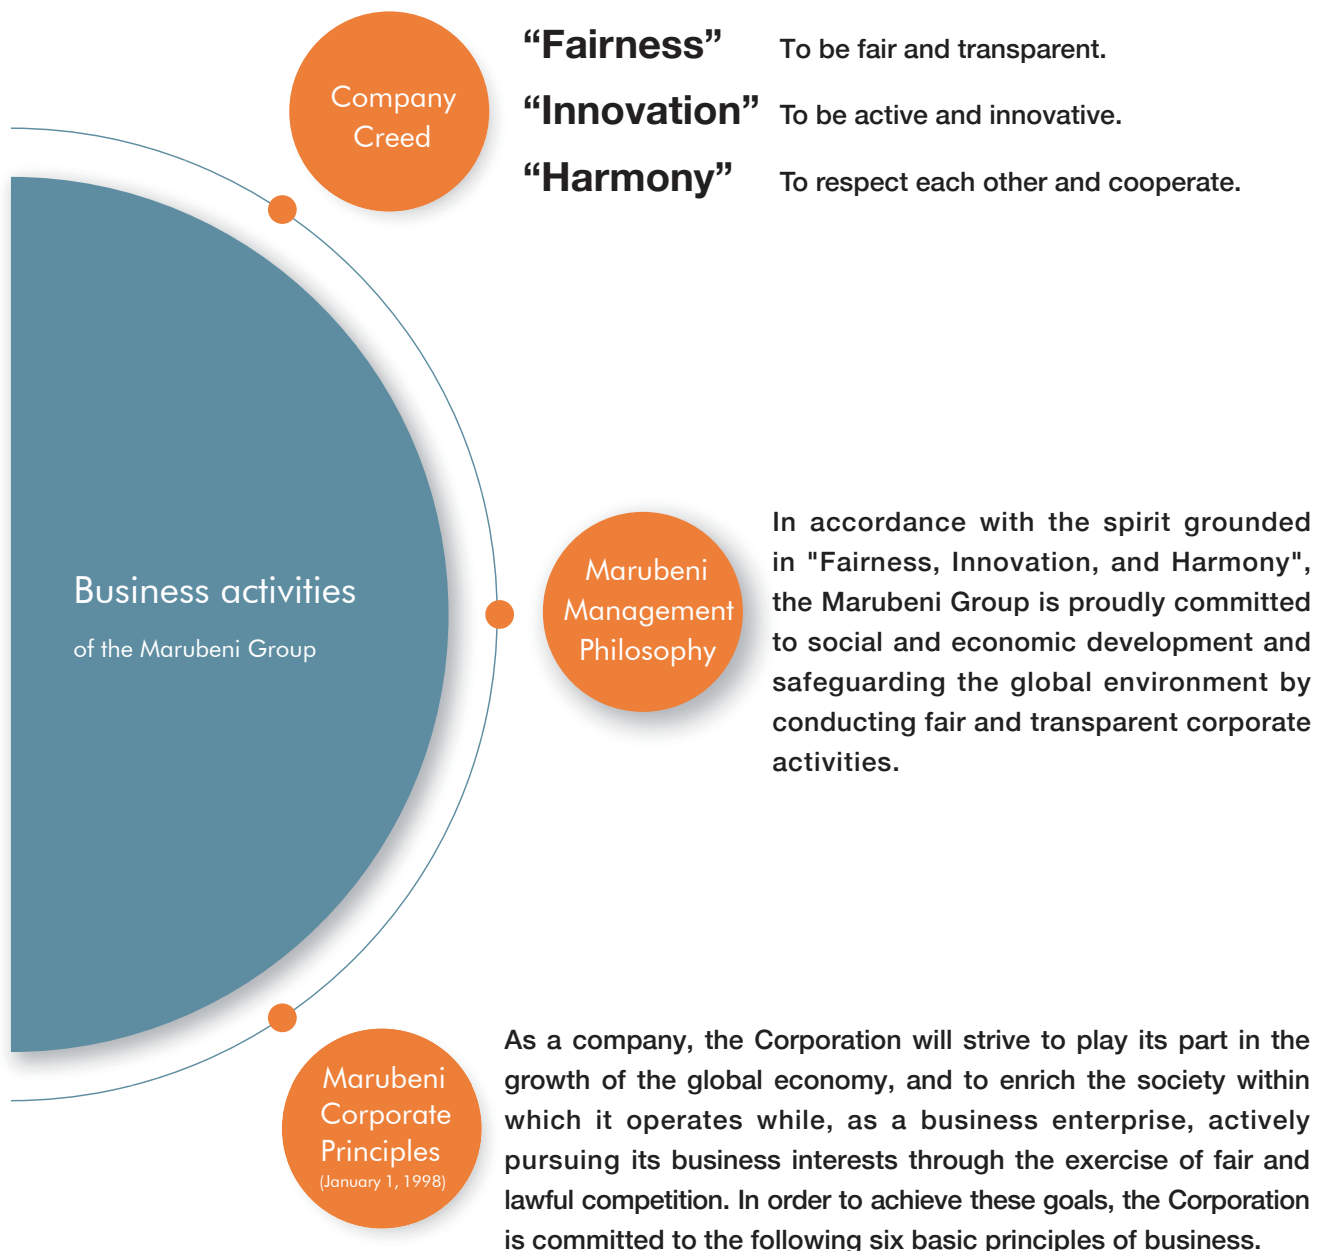 Company
Creed
“Fairness” To be fair and transparent.
“Innovation” To be active and innovative.
“Harmony” To respect each other and cooperate.
Business activities
of the Marubeni Group
Marubeni
Management
Philosophy
In accordance with the spirit grounded
in "Fairness, Innovation, and Harmony",
the Marubeni Group is proudly committed
to social and economic development and
safeguarding the global environment by
conducting fair and transparent corporate
activities.
Marubeni
Corporate
Principles
(January 1, 1998)
As a company, the Corporation will strive to play its part in the
growth of the global economy, and to enrich the society within
which it operates while, as a business enterprise, actively
pursuing its business interests through the exercise of fair and
lawful competition. In order to achieve these goals, the Corporation
is committed to the following six basic principles of business.